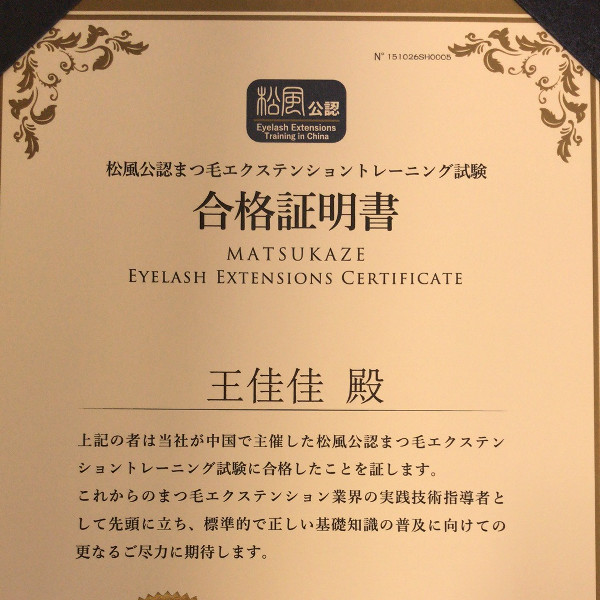 N° 151026SH0005
松風公認
Eyelash Extensions
Training in China
松風公認まつ毛エクステンショントレーニング試験
合格証明書
MATSUKAZE
EYELASH EXTENSIONS CERTIFICATE
王佳佳 殿
上記の者は当社が中国で主催した松風公認まつ毛エクステン
ショントレーニング試験に合格したことを証します。
これからのまつ毛エクステンション業界の実践技術指導者と
して先頭に立ち、標準的で正しい基礎知識の普及に向けての
更なるご尽力に期待します。